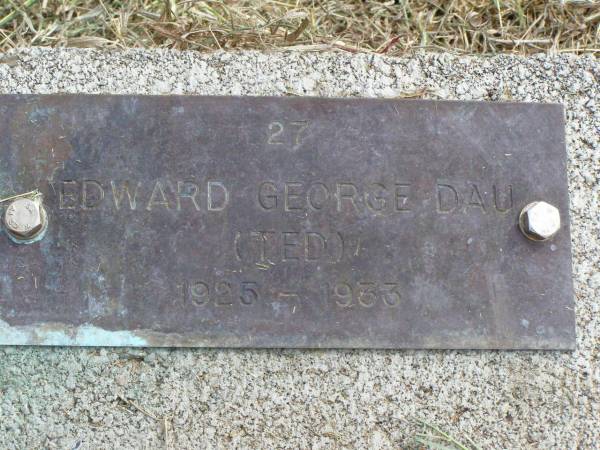 27
EDWARD GEORGE DAU
(TED)
1925 - 1933